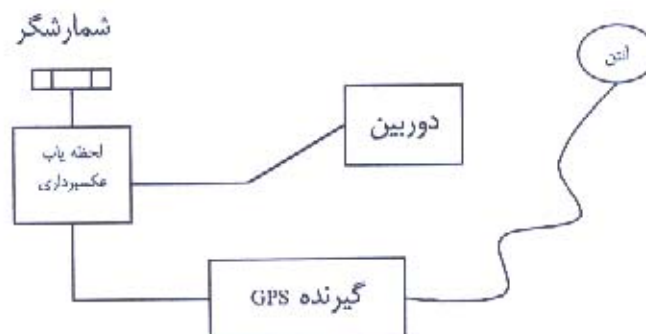 شمارشگر
آنتن
دوربین
لحظه یاب
عکسبرداری
گیرنده GPS